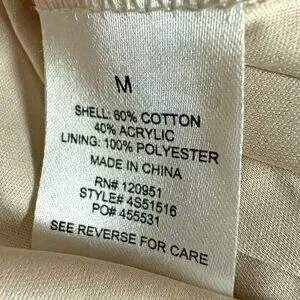 M
SHELL: 60% COTTON
40% ACRYLIC
LINING: 100% POLYESTER
MADE IN CHINA
RN# 120951
STYLE# 4S51516
PO# 455531
SEE REVERSE FOR CARE